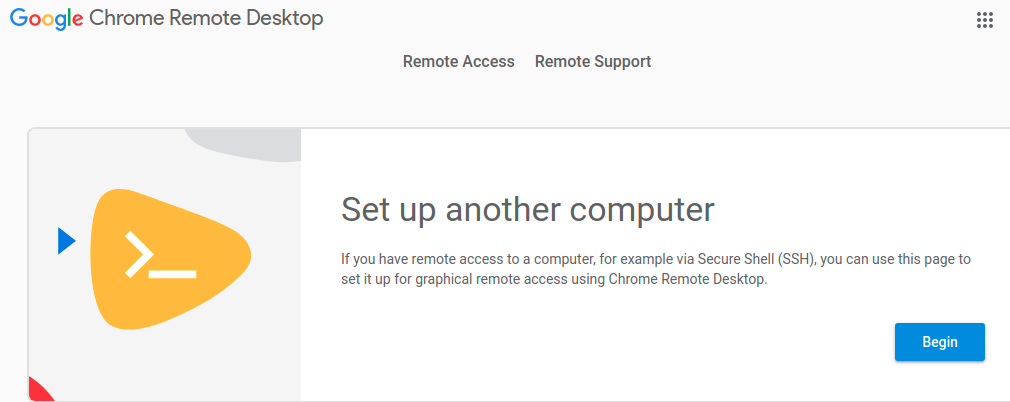 Google Chrome Remote Desktop
Remote Access Remote Support
Set up another computer
If you have remote access to a computer, for example via Secure Shell (SSH), you can use this page to
set it up for graphical remote access using Chrome Remote Desktop.
Begin